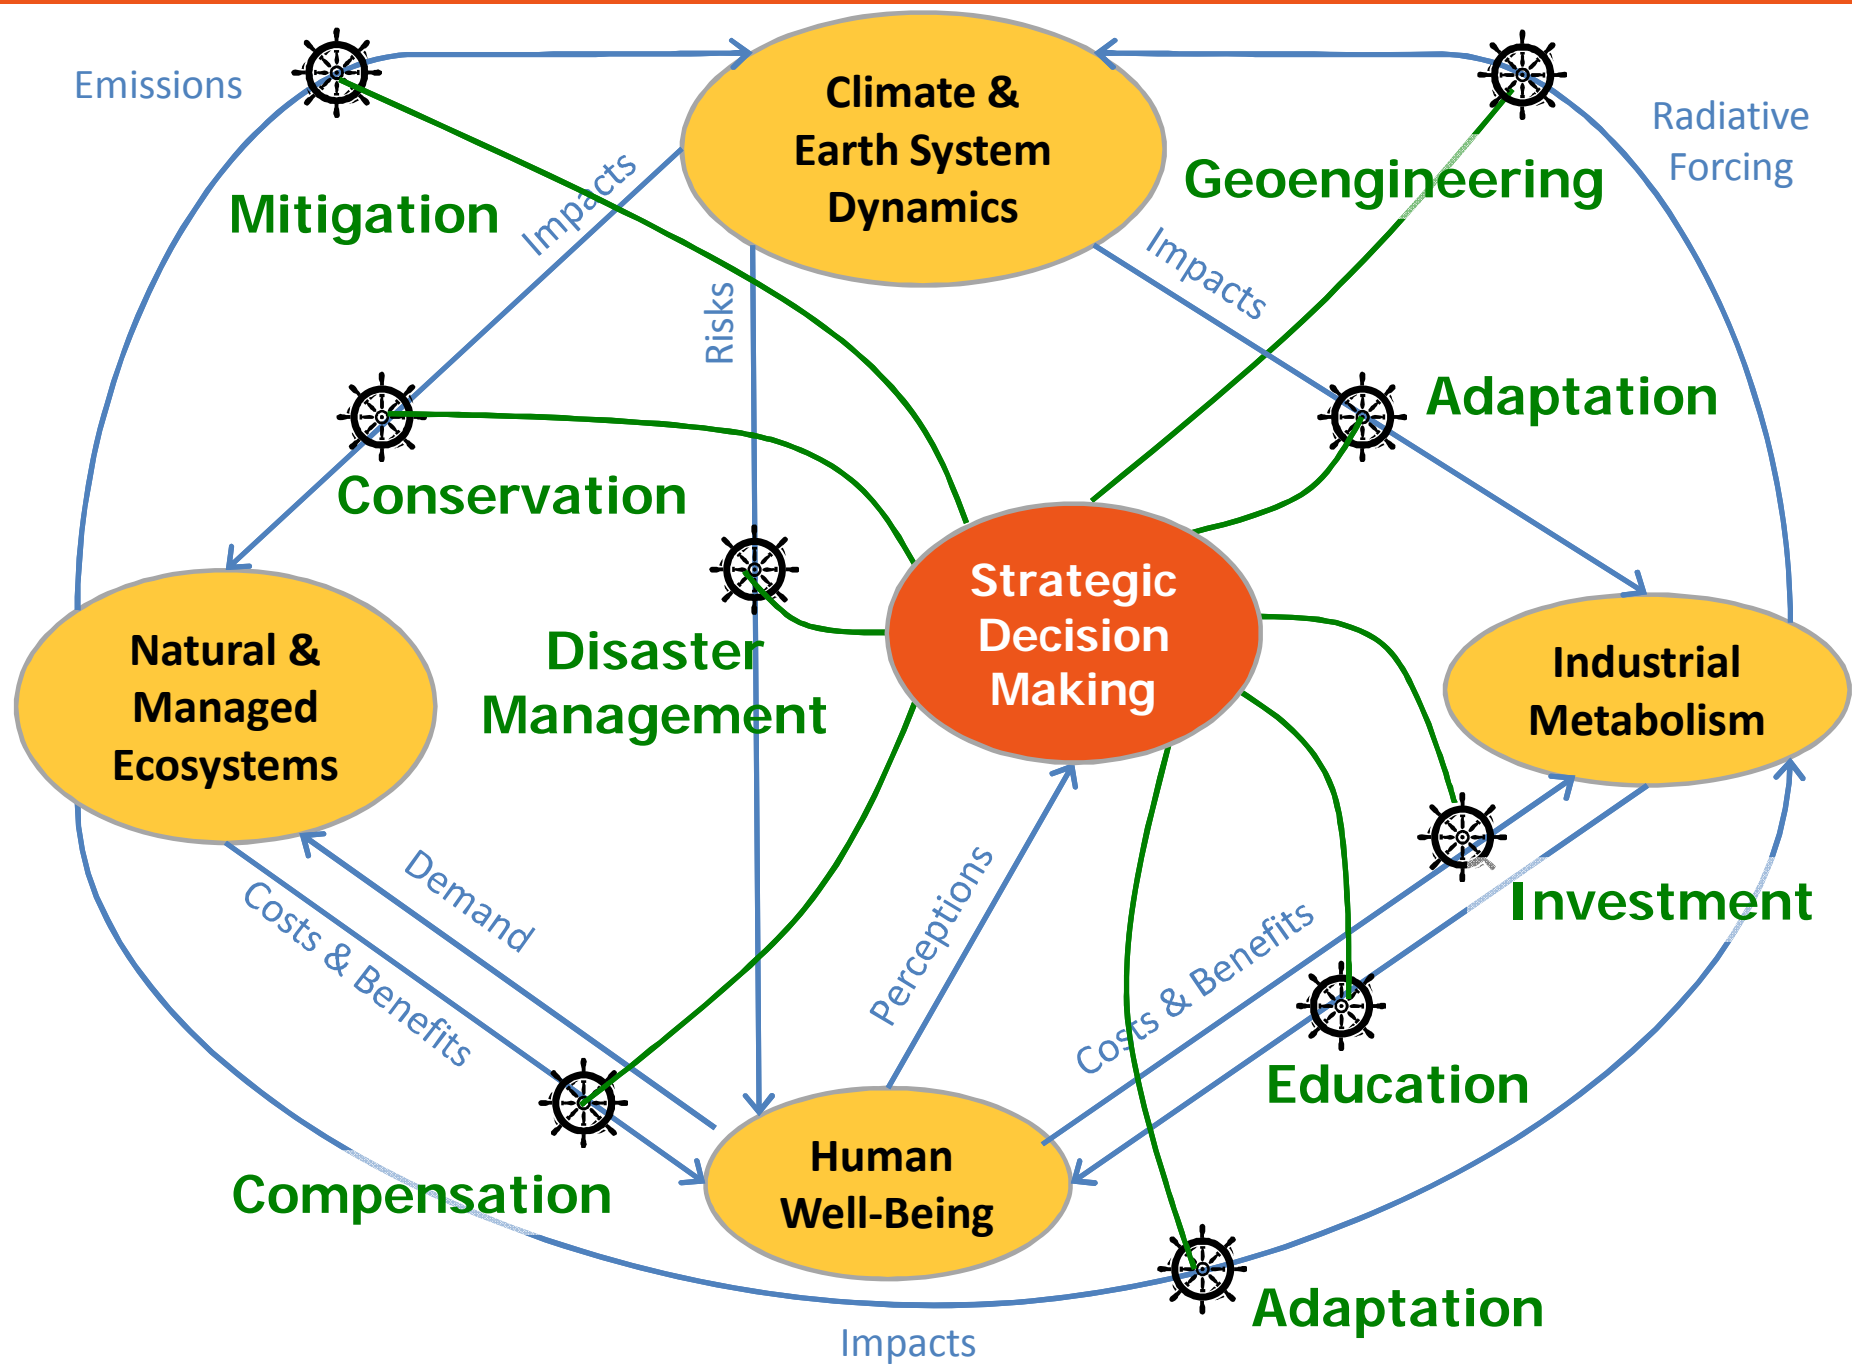 Emissions
Climate &
Earth System
Dynamics
Radiative
Forcing
Mitigation
Impacts
Geoengineering
Impacts
Risks
Adaptation
Conservation
Strategic
Decision
Making
Natural &
Managed
Ecosystems
Disaster
Management
Industrial
Metabolism
Demand
Costs & Benefits
Perceptions
Costs & Benefits
Investment
Education
Human
Well-Being
Compensation
Adaptation
Impacts